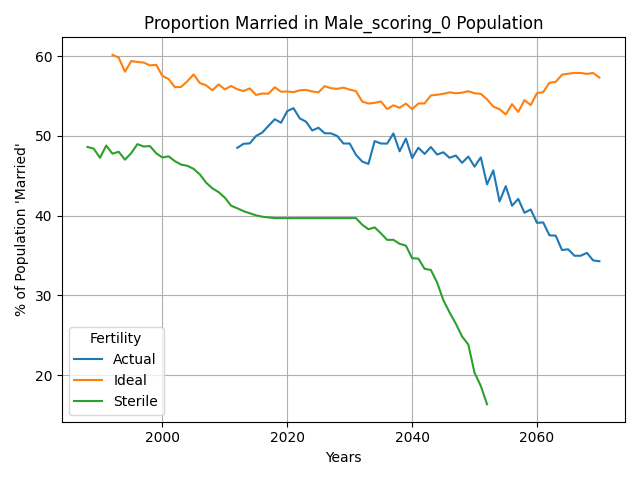 Proportion Married in Male_scoring_0 Population
% of Population 'Married'
60
50
40
30
20
Fertility
Actual
Ideal
Sterile
2000
2020
2040
2060
Years